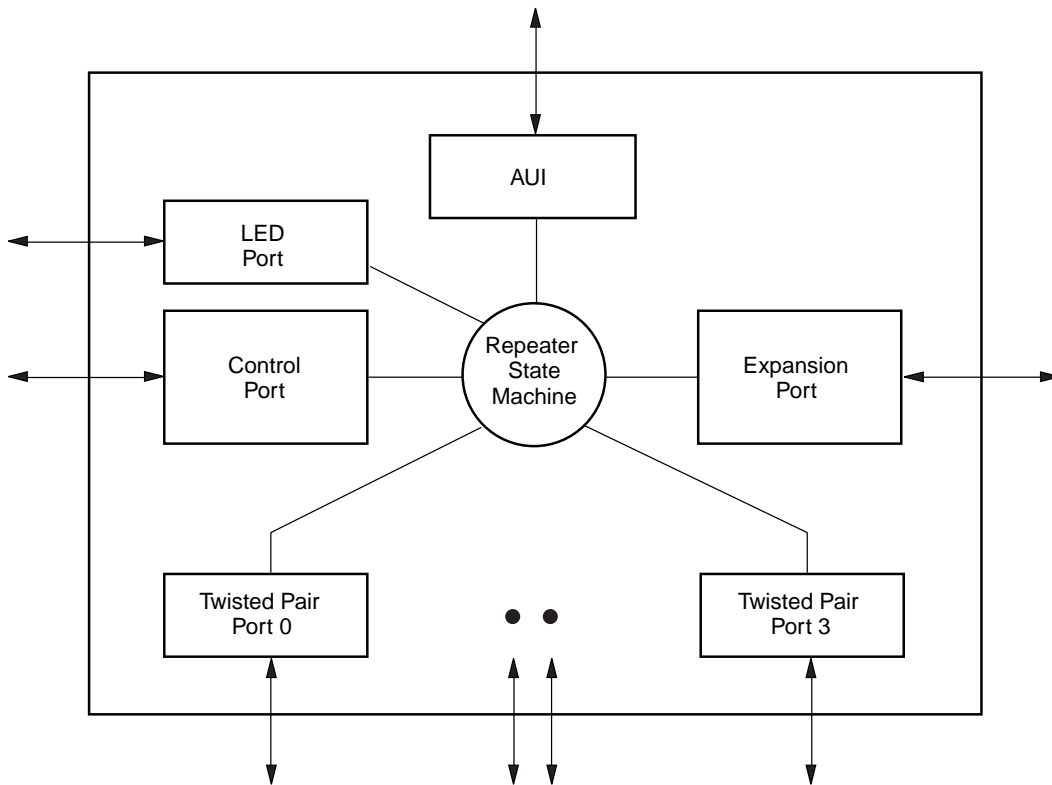 AUI
LED
Port
Control
Port
Repeater
State
Machine
Expansion
Port
Twisted Pair
Port 0
Twisted Pair
Port 3